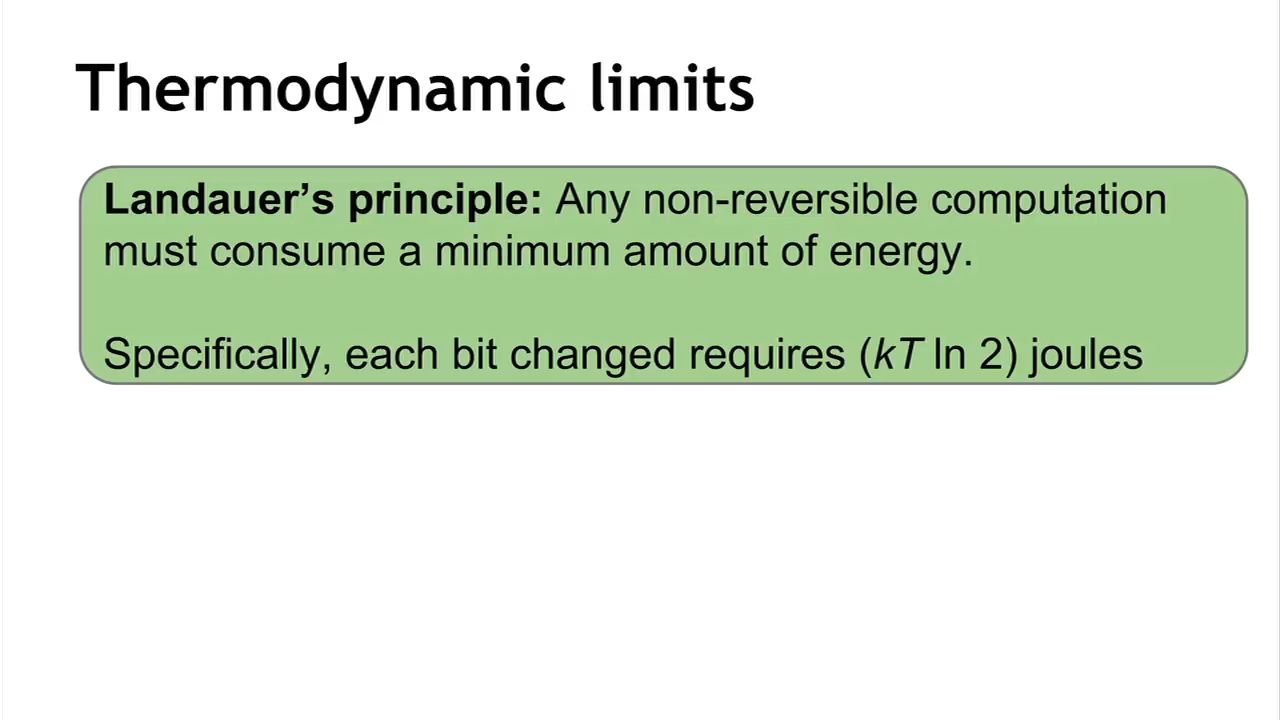 Thermodynamic limits
Landauer’s principle: Any non-reversible computation
must consume a minimum amount of energy.
Specifically, each bit changed requires (kT ln 2) joules